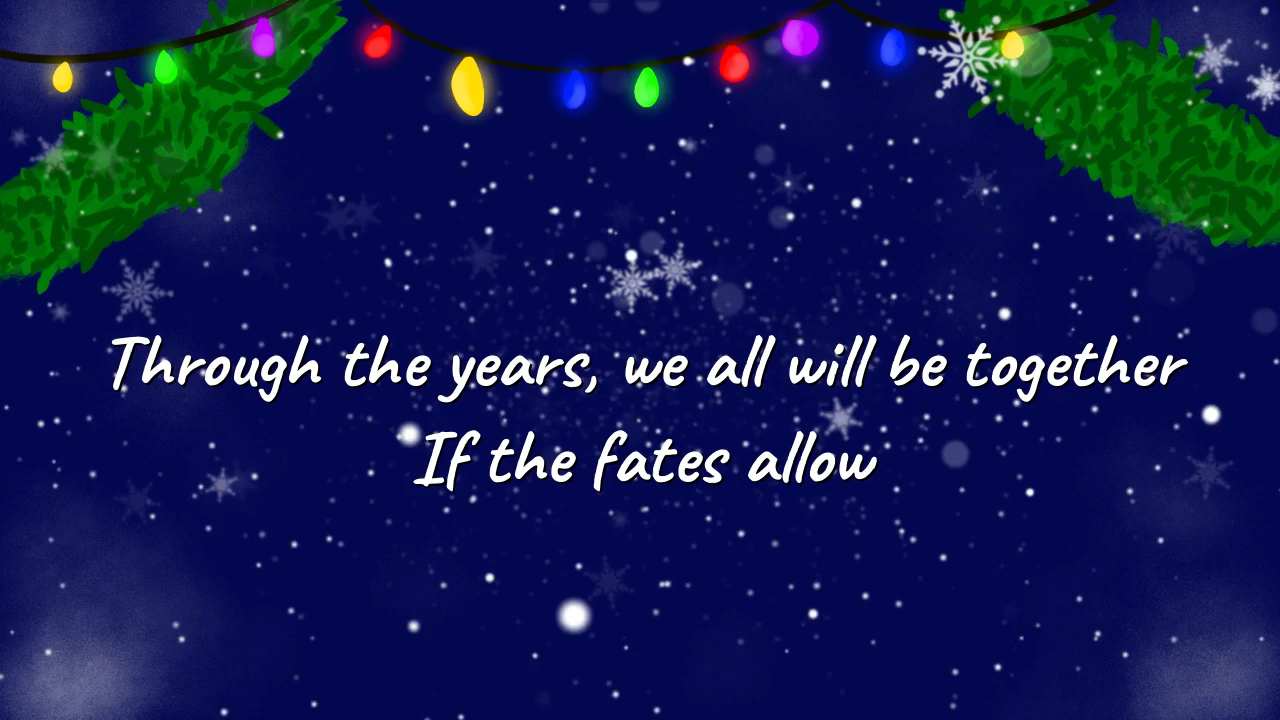 Through the years, we all will be together
If the fates allow